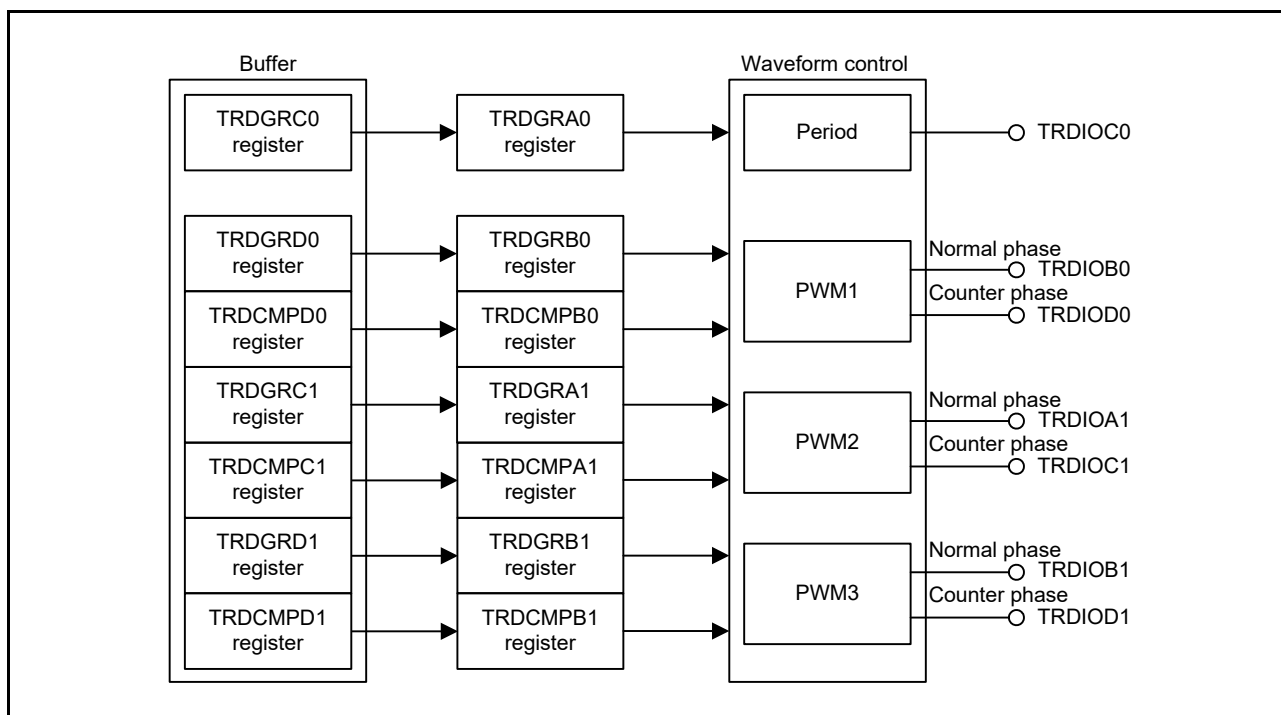 Buffer
Waveform control
TRDGRC0
register
TRDGRA0
register
Period
TRDIOC0
TRDGRD0
register
TRDGRB0
register
TRDCMPD0
register
TRDCMPB0
register
PWM1
Normal phase
TRDIOB0
Counter phase
TRDIOD0
TRDGRC1
register
TRDGRA1
register
TRDCMPC1
register
TRDCMPA1
register
PWM2
Normal phase
TRDIOA1
Counter phase
TRDIOC1
TRDGRD1
register
TRDGRB1
register
TRDCMPD1
register
TRDCMPB1
register
PWM3
Normal phase
TRDIOB1
Counter phase
TRDIOD1